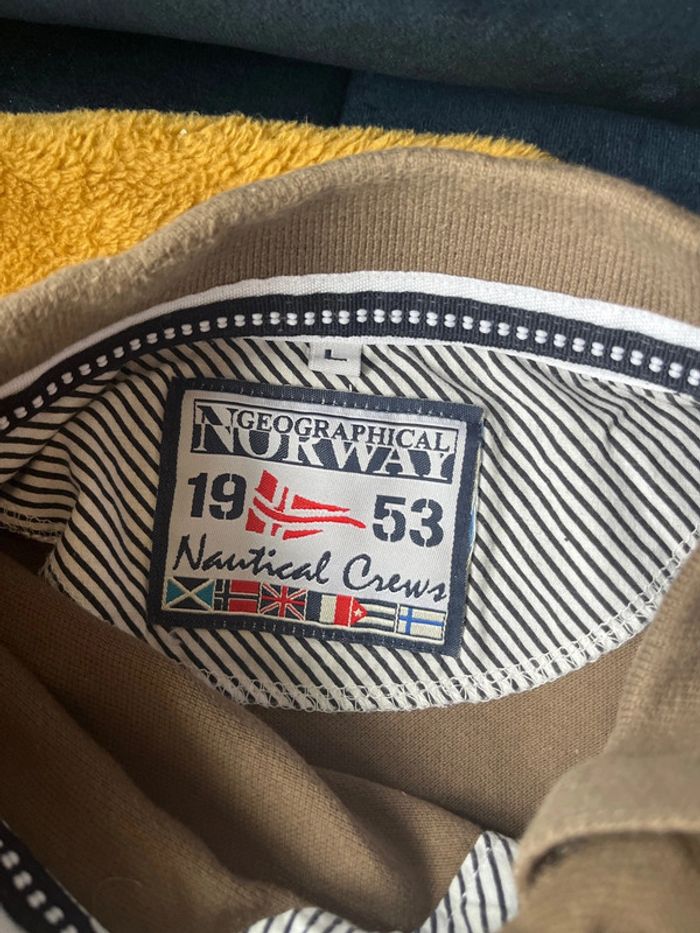 L
GEOGRAPHICAL
NORWAY
19 53
Nautical Crews